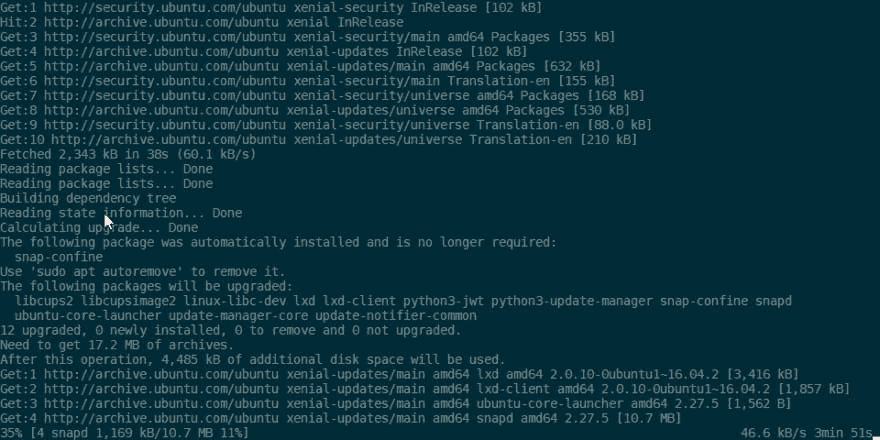 Get:1 http://security.ubuntu.com/ubuntu xenial-security InRelease [102 kB]
Hit:2 http://archive.ubuntu.com/ubuntu xenial InRelease
Get:3 http://security.ubuntu.com/ubuntu xenial-security/main amd64 Packages [355 kB]
Get:4 http://archive.ubuntu.com/ubuntu xenial-updates InRelease [102 kB]
Get:5 http://archive.ubuntu.com/ubuntu xenial-updates/main amd64 Packages [632 kB]
Get:6 http://security.ubuntu.com/ubuntu xenial-security/main Translation-en [155 kB]
Get:7 http://security.ubuntu.com/ubuntu xenial-security/universe amd64 Packages [168 kB]
Get:8 http://archive.ubuntu.com/ubuntu xenial-updates/universe amd64 Packages [530 kB]
Get:9 http://security.ubuntu.com/ubuntu xenial-security/universe Translation-en [88.0 kB]
Get:10 http://archive.ubuntu.com/ubuntu xenial-updates/universe Translation-en [210 kB]
Fetched 2,343 kB in 38s (60.1 kB/s)
Reading package lists... Done
Reading package lists... Done
Building dependency tree
Reading state information... Done
Calculating upgrade... Done
The following package was automatically installed and is no longer required:
  snap-confine
Use 'sudo apt autoremove' to remove it.
The following packages will be upgraded:
  libcups2 libcupsimage2 linux-libc-dev lxd lxd-client python3-jwt python3-update-manager snap-confine snapd
  ubuntu-core-launcher update-manager-core update-notifier-common
12 upgraded, 0 newly installed, 0 to remove and 0 not upgraded.
Need to get 17.2 MB of archives.
After this operation, 4,485 kB of additional disk space will be used.
Get:1 http://archive.ubuntu.com/ubuntu xenial-updates/main amd64 lxd amd64 2.0.10-0ubuntu1~16.04.2 [3,416 kB]
Get:2 http://archive.ubuntu.com/ubuntu xenial-updates/main amd64 lxd-client amd64 2.0.10-0ubuntu1~16.04.2 [1,857 kB]
Get:3 http://archive.ubuntu.com/ubuntu xenial-updates/main amd64 ubuntu-core-launcher amd64 2.27.5 [1,562 B]
Get:4 http://archive.ubuntu.com/ubuntu xenial-updates/main amd64 snapd amd64 2.27.5 [10.7 MB]
35% [4 snapd 1,169 kB/10.7 MB 11%] 46.6 kB/s 3min 51s